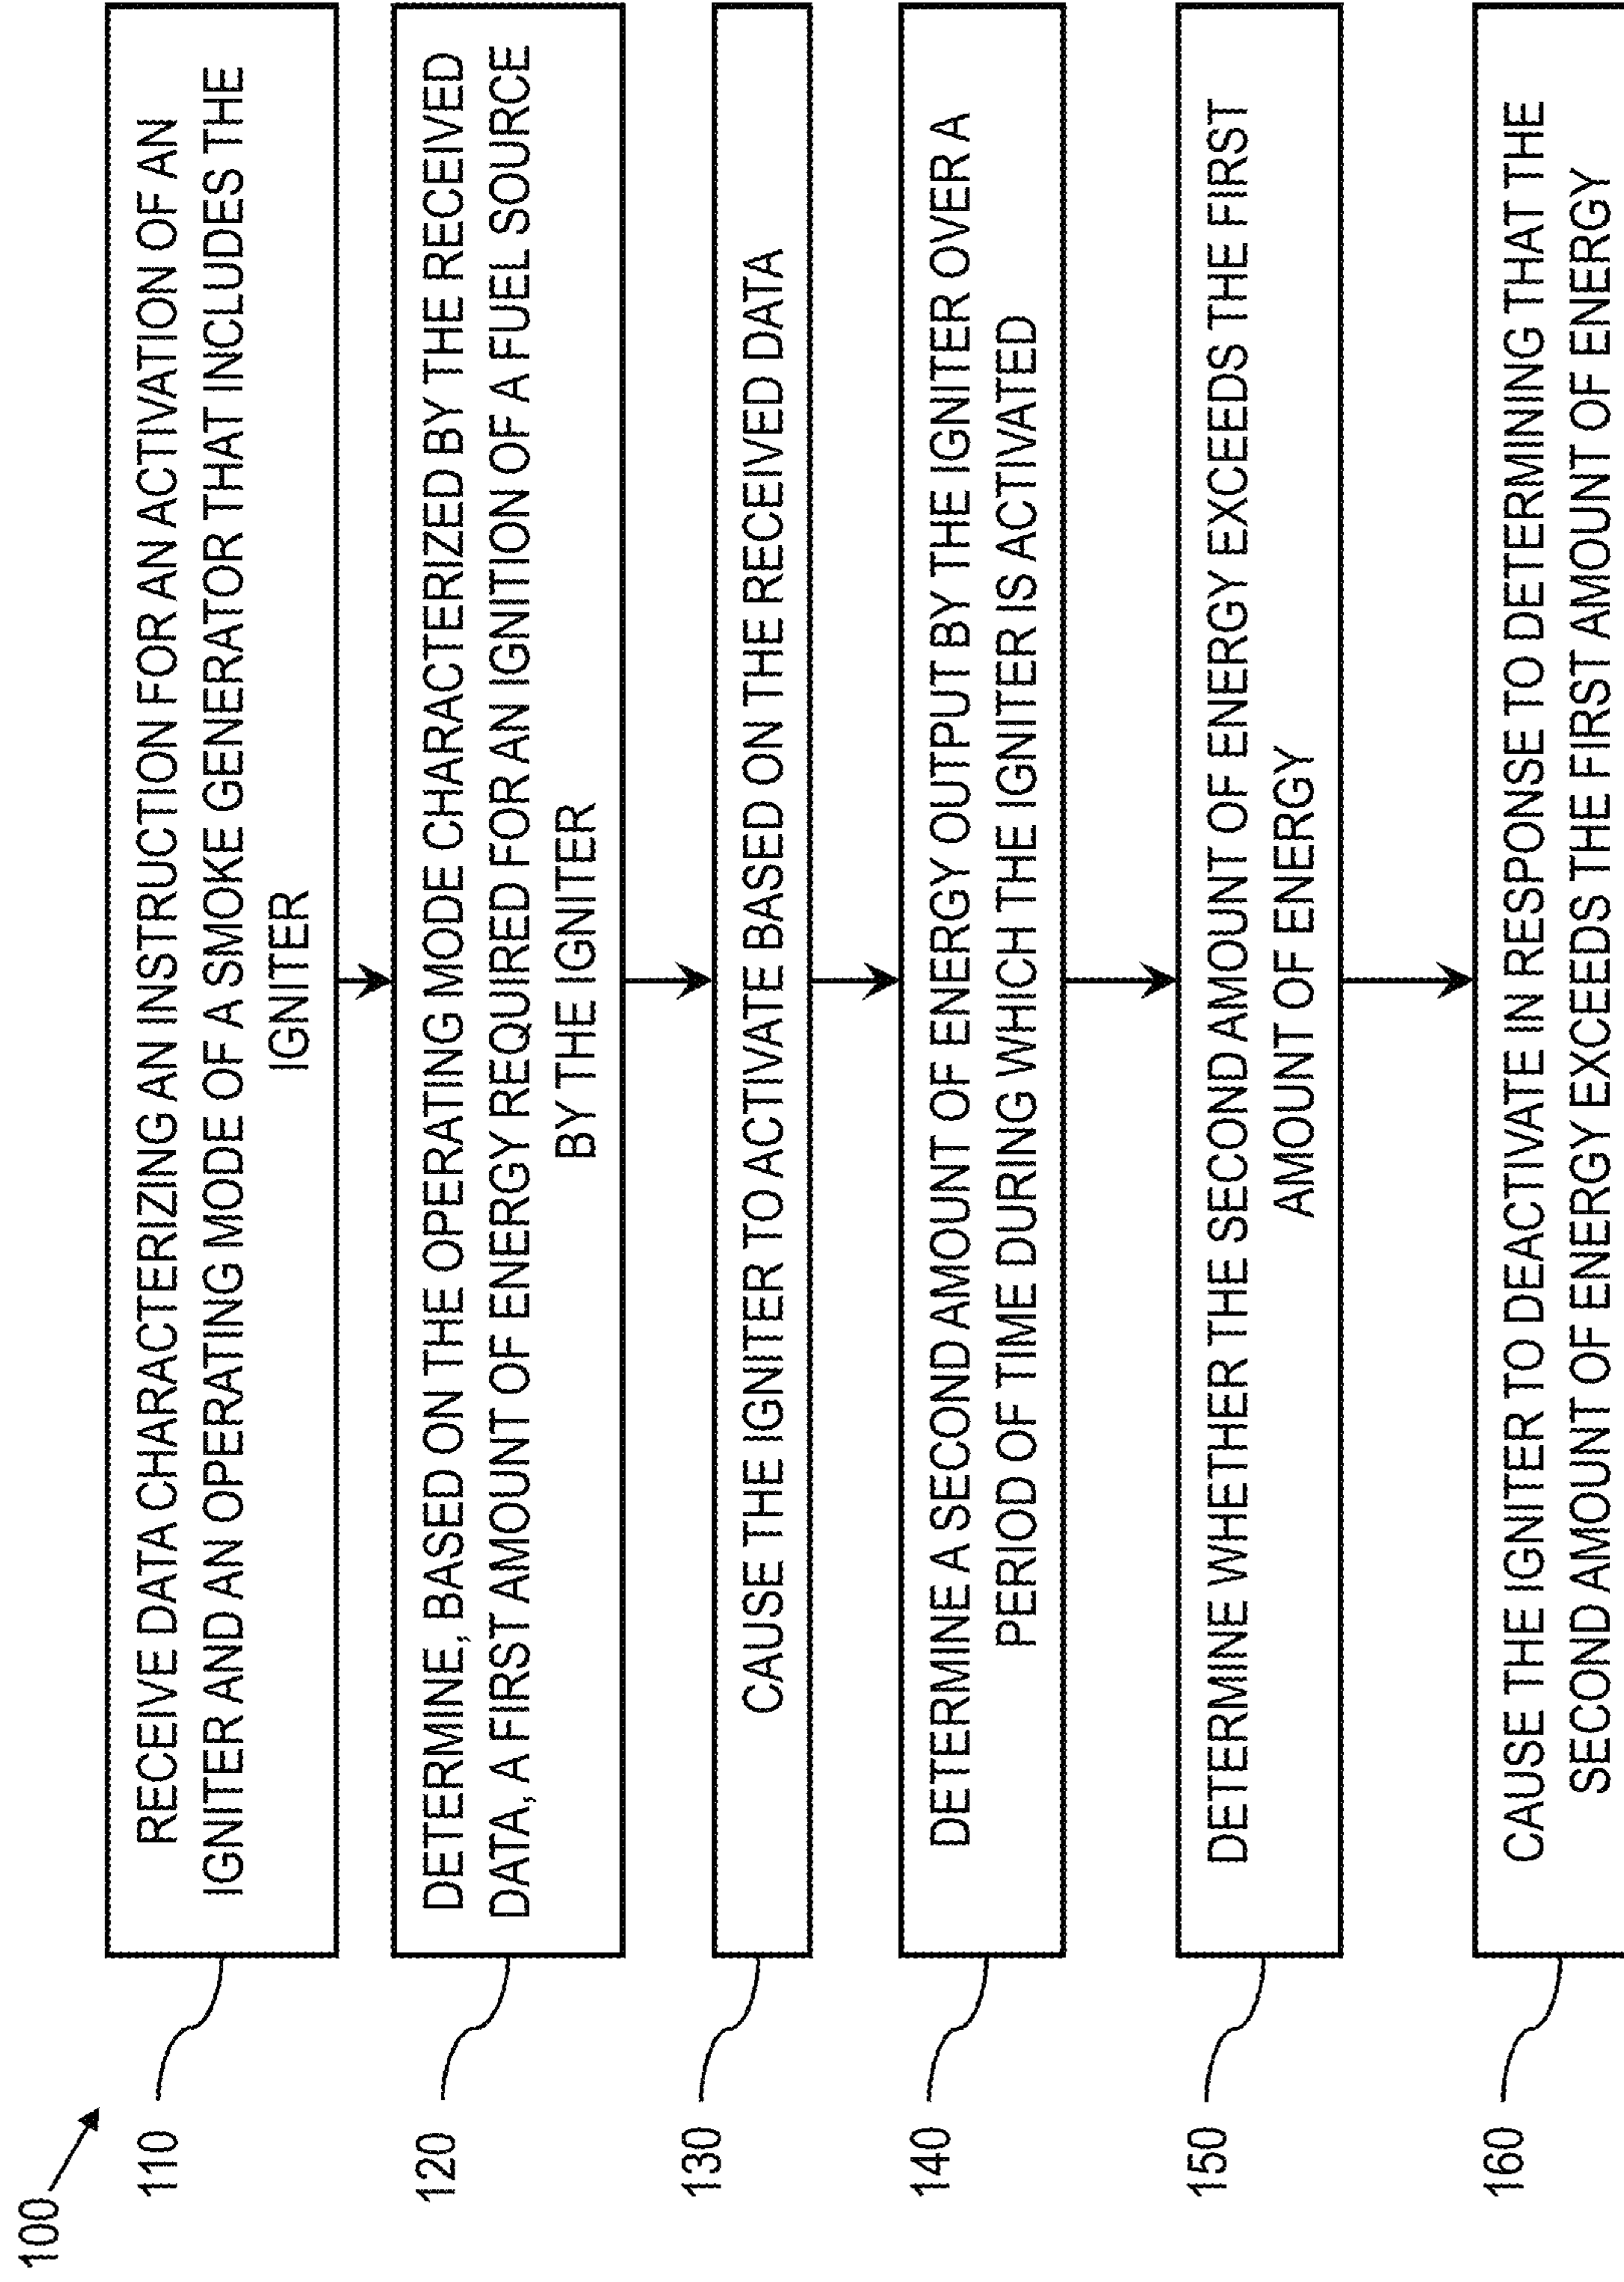 100
110
RECEIVE DATA CHARACTERIZING AN INSTRUCTION FOR AN ACTIVATION OF AN
IGNITER AND AN OPERATING MODE OF A SMOKE GENERATOR THAT INCLUDES THE
IGNITER
120
DETERMINE, BASED ON THE OPERATING MODE CHARACTERIZED BY THE RECEIVED
DATA, A FIRST AMOUNT OF ENERGY REQUIRED FOR AN IGNITION OF A FUEL SOURCE
BY THE IGNITER
130
CAUSE THE IGNITER TO ACTIVATE BASED ON THE RECEIVED DATA
140
DETERMINE A SECOND AMOUNT OF ENERGY OUTPUT BY THE IGNITER OVER A
PERIOD OF TIME DURING WHICH THE IGNITER IS ACTIVATED
150
DETERMINE WHETHER THE SECOND AMOUNT OF ENERGY EXCEEDS THE FIRST
AMOUNT OF ENERGY
160
CAUSE THE IGNITER TO DEACTIVATE IN RESPONSE TO DETERMINING THAT THE
SECOND AMOUNT OF ENERGY EXCEEDS THE FIRST AMOUNT OF ENERGY